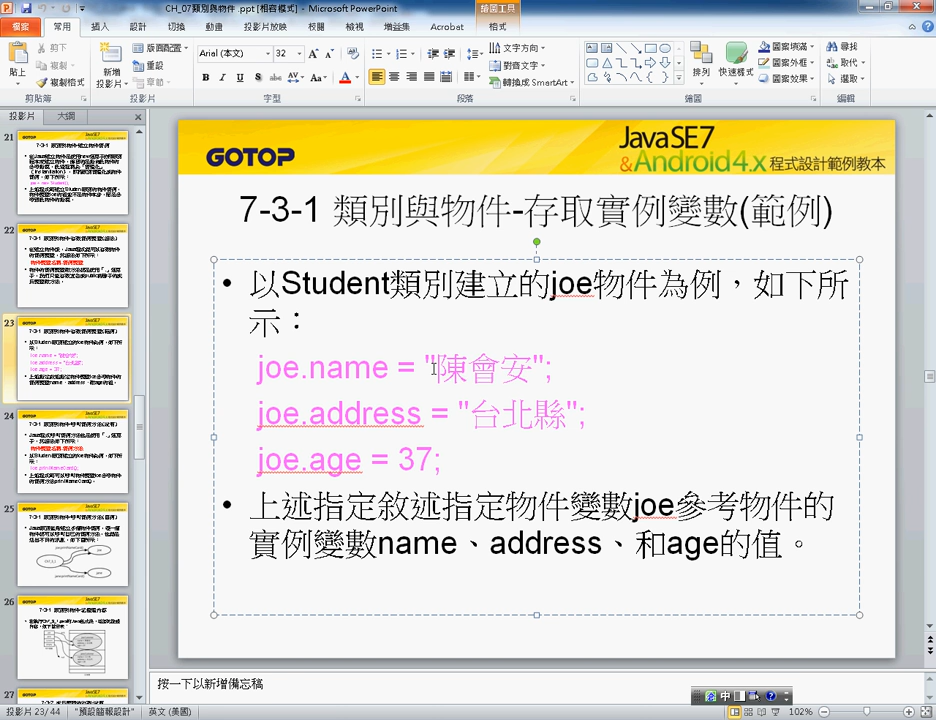 CH_07類別與物件 .ppt [相容模式] - Microsoft PowerPoint
繪圖工具
檔案 常用 插入 設計 切換 動畫 投影片放映 校閱 檢視 增益集 Acrobat 格式
貼上 剪下 複製 複製格式 剪貼簿
新增投影片 版面配置 重設 章節 投影片
Arial (本文) 32 字型
文字方向 對齊文字 轉換成 SmartArt 段落
排列 快速樣式 圖案填滿 圖案外框 圖案效果 繪圖
尋找 取代 選取 編輯
投影片 大綱
21
22
23
24
25
26
27
GOTOP
JavaSE7
&Android4.x 程式設計範例教本
7-3-1 類別與物件-存取實例變數(範例)
• 以Student類別建立的joe物件為例，如下所
示：
joe.name = "陳會安";
joe.address = "台北縣";
joe.age = 37;
• 上述指定敘述指定物件變數joe參考物件的
實例變數name、address、和age的值。
按一下以新增備忘稿
中
投影片 23/44 "預設簡報設計" 英文 (美國) 102%